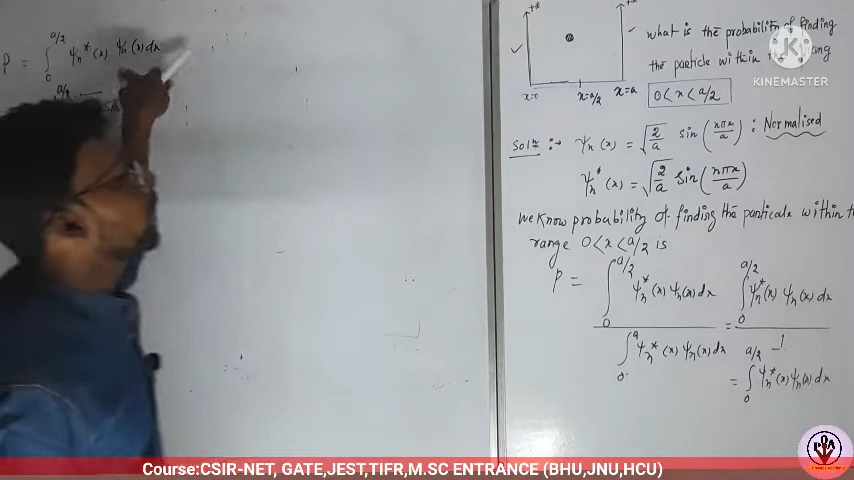 P = ∫₀^{a/2} ψn*(x) ψn(x) dx
a/2
+∞ +∞
x=0 x=a/2 x=a
what is the probability of finding
the particle within the
0<x<a/2
KINEMASTER
Soln :→ ψn(x) = √(2/a) sin(nπx/a) : Normalised
ψn*(x) = √(2/a) sin(nπx/a)
We know probability of finding the particale within
range 0<x<a/2 is
P = ∫₀^{a/2} ψn*(x) ψn(x) dx / ∫₀^{a} ψn*(x) ψn(x) dx = ∫₀^{a/2} ψn*(x) ψn(x) dx / 1
= ∫₀^{a/2} ψn*(x) ψn(x) dx
Course:CSIR-NET, GATE,JEST,TIFR,M.SC ENTRANCE (BHU,JNU,HCU)